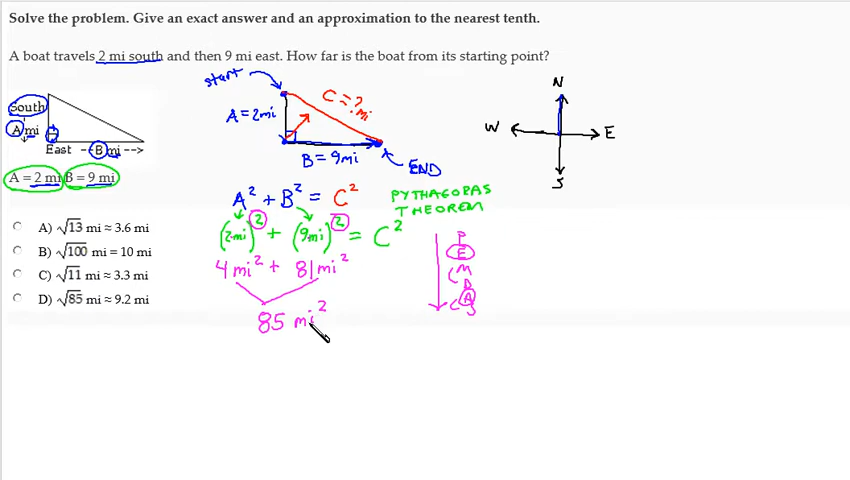 Solve the problem. Give an exact answer and an approximation to the nearest tenth.
A boat travels 2 mi south and then 9 mi east. How far is the boat from its starting point?
South
A mi
East - B mi -->
A = 2 mi B = 9 mi
A) √13 mi ≈ 3.6 mi
B) √100 mi = 10 mi
C) √11 mi ≈ 3.3 mi
D) √85 mi ≈ 9.2 mi
start
C = ? mi
A = 2mi
B = 9mi
END
N
W E
S
A² + B² = C²
PYTHAGOPAS
THEOREM
(2mi)² + (9mi)² = C²
4mi² + 81mi²
85 mi²
P
E
M
D
A
S